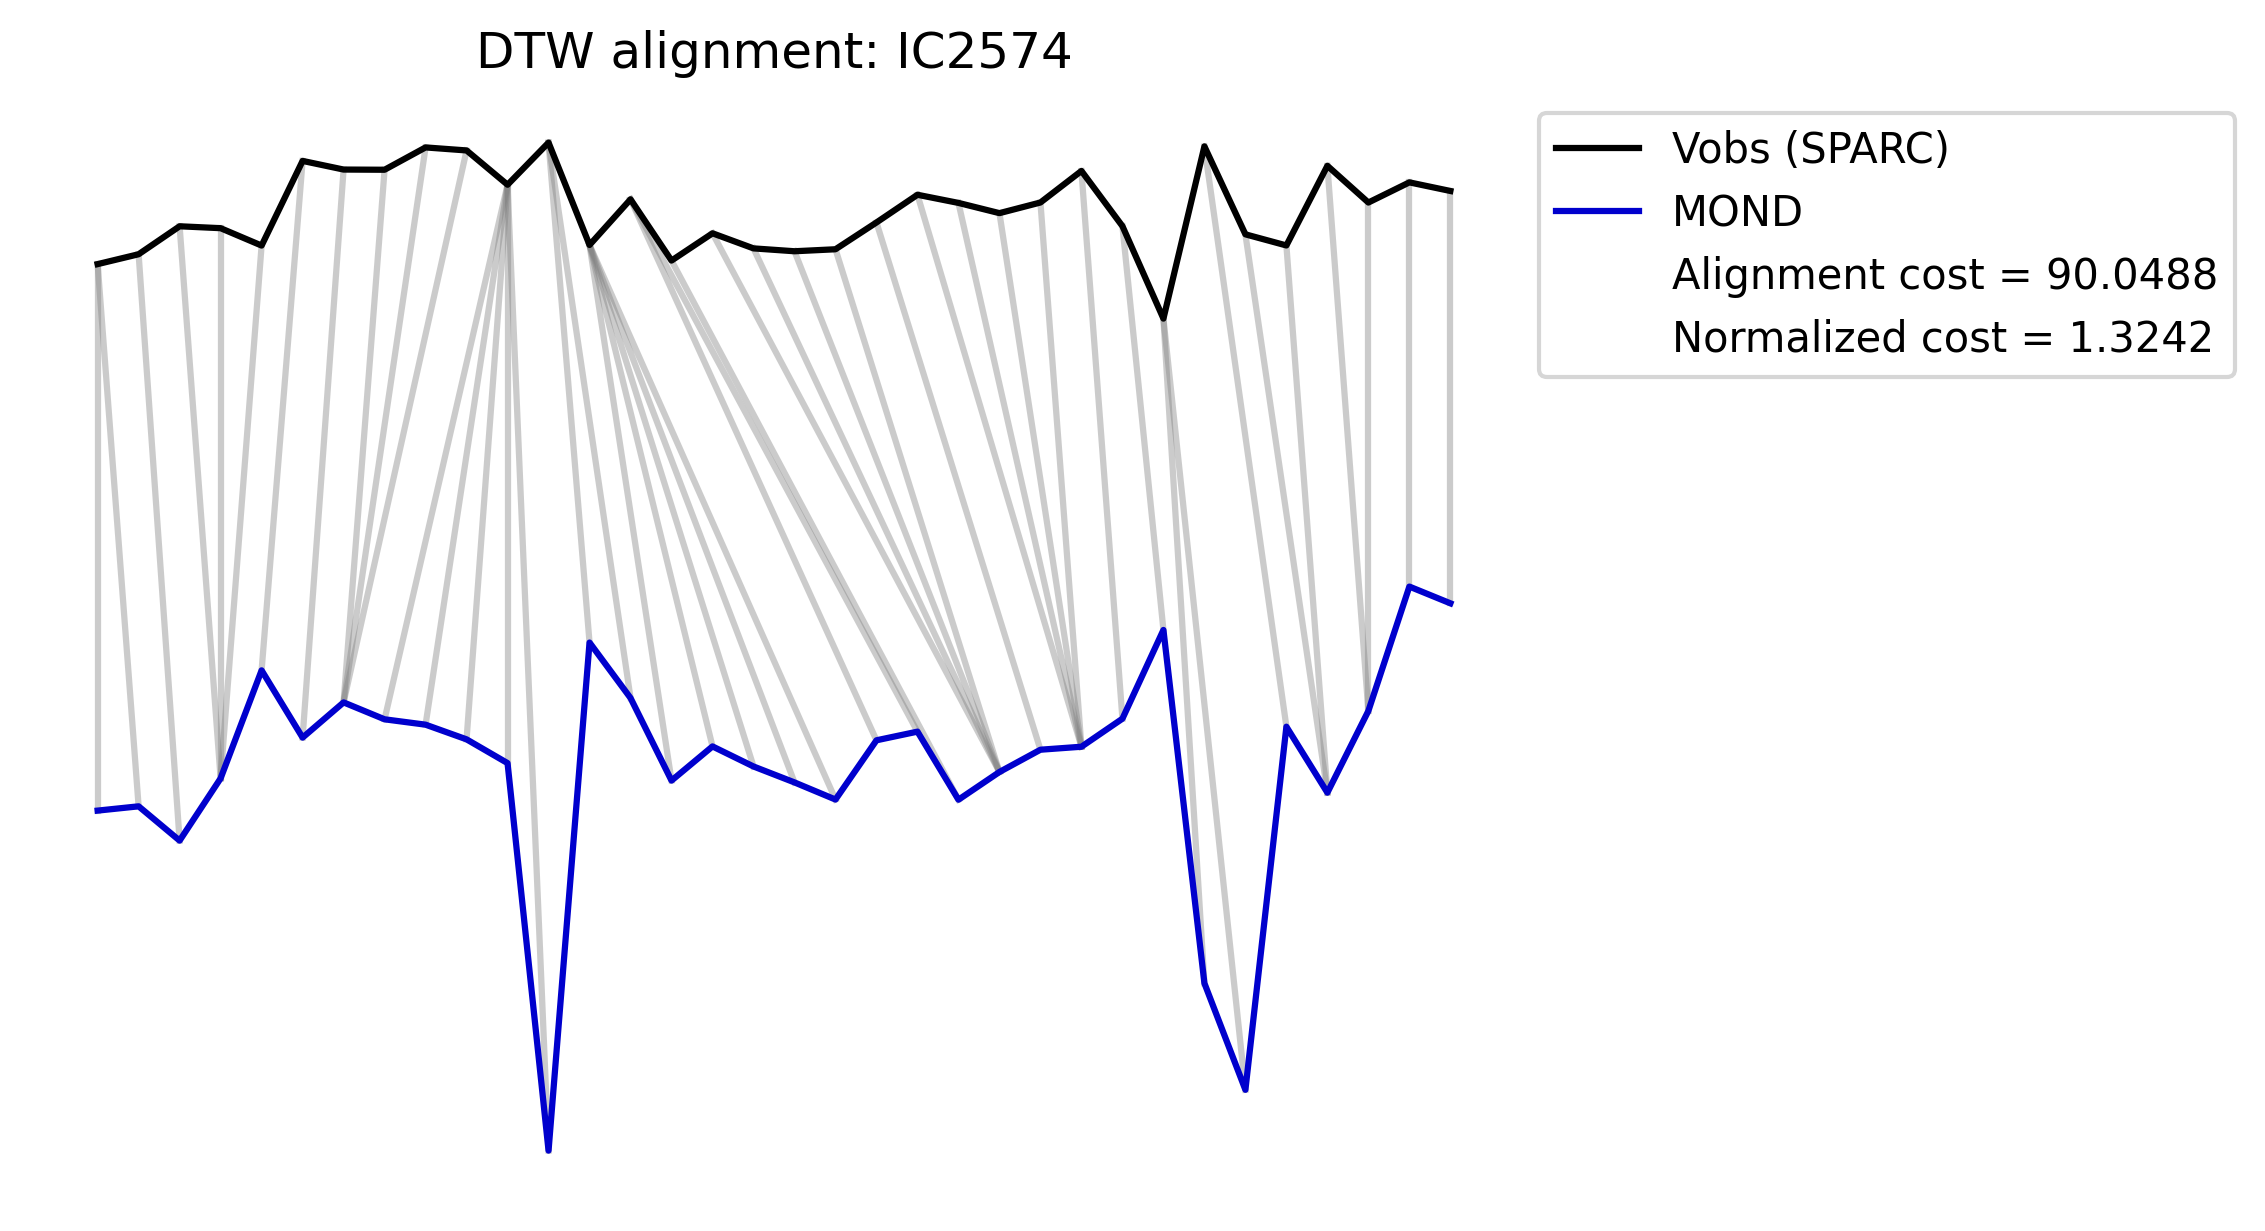 DTW alignment: IC2574
Vobs (SPARC)
MOND
Alignment cost = 90.0488
Normalized cost = 1.3242